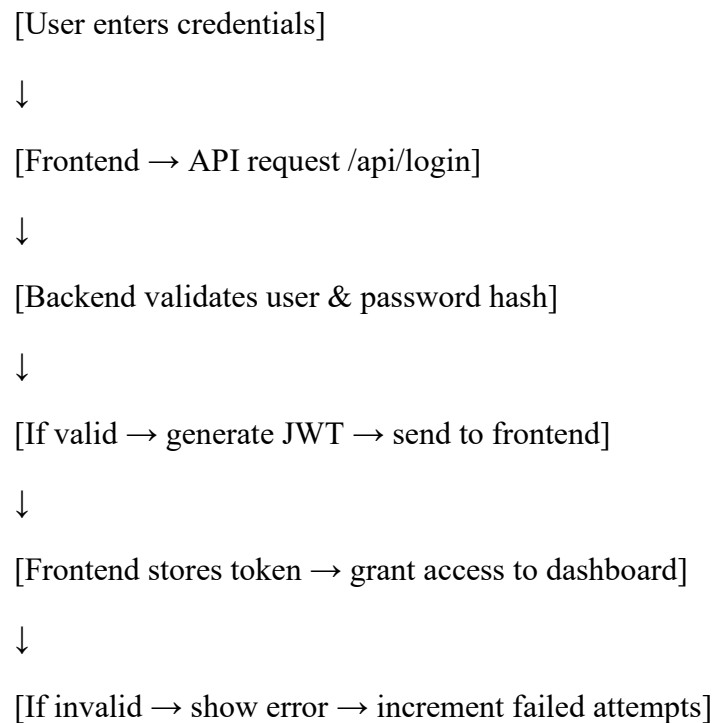 [User enters credentials]
↓
[Frontend → API request /api/login]
↓
[Backend validates user & password hash]
↓
[If valid → generate JWT → send to frontend]
↓
[Frontend stores token → grant access to dashboard]
↓
[If invalid → show error → increment failed attempts]